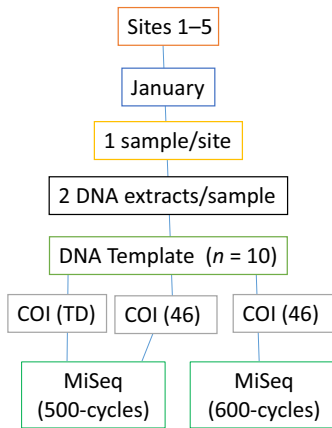 Sites 1–5
January
1 sample/site
2 DNA extracts/sample
DNA Template (n = 10)
COI (TD)
COI (46)
COI (46)
MiSeq
(500-cycles)
MiSeq
(600-cycles)